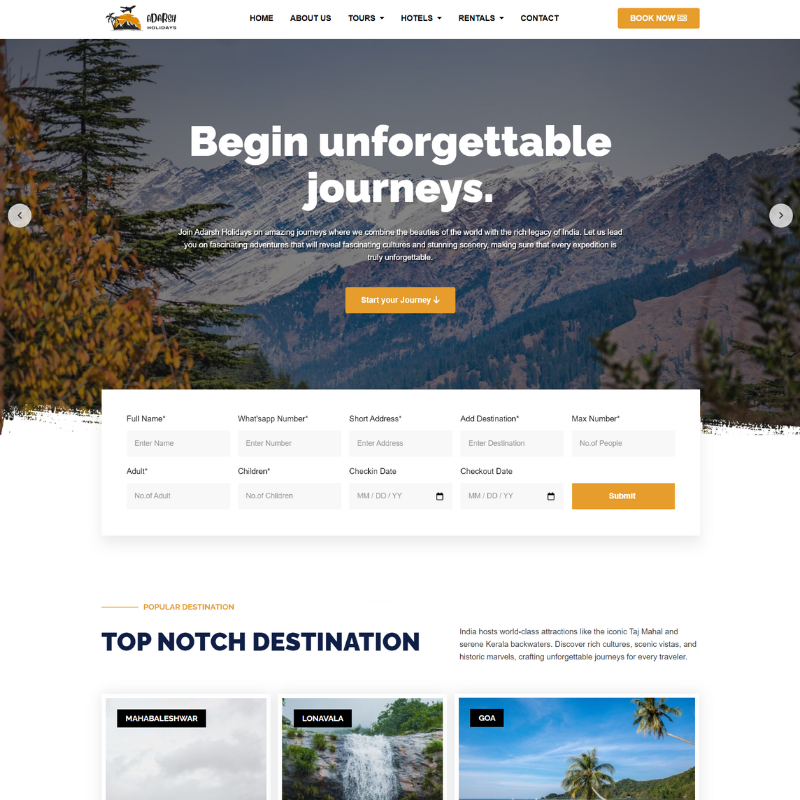 ADARSH
HOLIDAYS
HOME ABOUT US TOURS HOTELS RENTALS CONTACT
BOOK NOW
Begin unforgettable
journeys.
Join Adarsh Holidays on amazing journeys where we combine the beauties of the world with the rich legacy of India. Let us lead
you on fascinating adventures that will reveal fascinating cultures and stunning scenery, making sure that every expedition is
truly unforgettable.
Start your Journey
Full Name* What'sapp Number* Short Address* Add Destination* Max Number*
Enter Name Enter Number Enter Address Enter Destination No.of People
Adult* Children* Checkin Date Checkout Date
No.of Adult No.of Children MM / DD / YY MM / DD / YY Submit
POPULAR DESTINATION
TOP NOTCH DESTINATION
India hosts world-class attractions like the iconic Taj Mahal and
serene Kerala backwaters. Discover rich cultures, scenic vistas, and
historic marvels, crafting unforgettable journeys for every traveler.
MAHABALESHWAR LONAVALA GOA